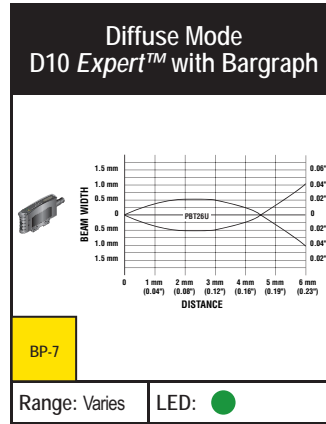 Diffuse Mode
D10 Expert™ with Bargraph
1.5 mm
1.0 mm
0.5 mm
0
0.5 mm
1.0 mm
1.5 mm
BEAM WIDTH
PBT26U
0.06"
0.04"
0.02"
0
0.02"
0.04"
0.02"
0 1 mm 2 mm 3 mm 4 mm 5 mm 6 mm
(0.04") (0.08") (0.12") (0.16") (0.19") (0.23")
DISTANCE
BP-7
Range: Varies LED: